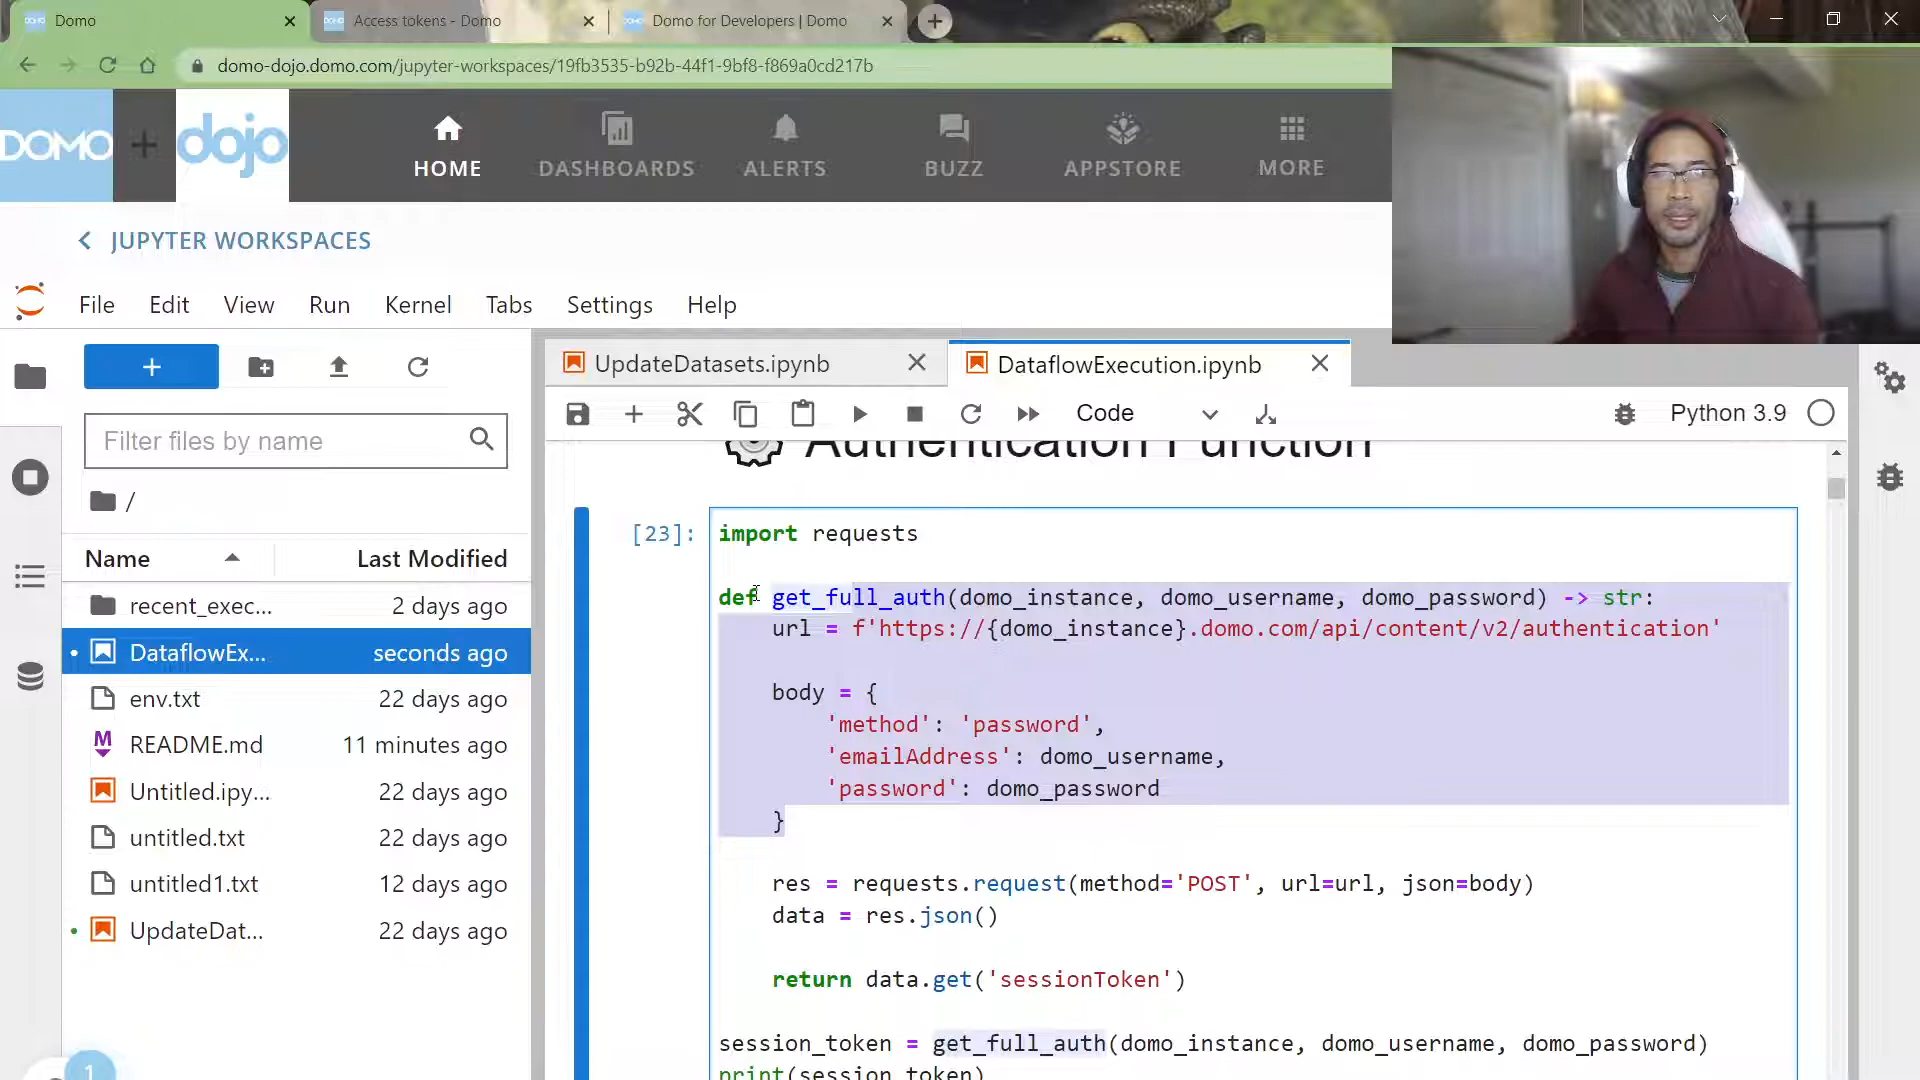 Domo
Access tokens - Domo
Domo for Developers | Domo
domo-dojo.domo.com/jupyter-workspaces/19fb3535-b92b-44f1-9bf8-f869a0cd217b
DOMO
dojo
HOME
DASHBOARDS
ALERTS
BUZZ
APPSTORE
MORE
JUPYTER WORKSPACES
File Edit View Run Kernel Tabs Settings Help
UpdateDatasets.ipynb
DataflowExecution.ipynb
Code
Python 3.9
Filter files by name
/
Name
Last Modified
recent_exec... 2 days ago
DataflowEx... seconds ago
env.txt 22 days ago
README.md 11 minutes ago
Untitled.ipy... 22 days ago
untitled.txt 22 days ago
untitled1.txt 12 days ago
UpdateDat... 22 days ago
1
Authentication Function
[23]:
import requests
def get_full_auth(domo_instance, domo_username, domo_password) -> str:
url = f'https://{domo_instance}.domo.com/api/content/v2/authentication'
body = {
'method': 'password',
'emailAddress': domo_username,
'password': domo_password
}
res = requests.request(method='POST', url=url, json=body)
data = res.json()
return data.get('sessionToken')
session_token = get_full_auth(domo_instance, domo_username, domo_password)
print(session_token)